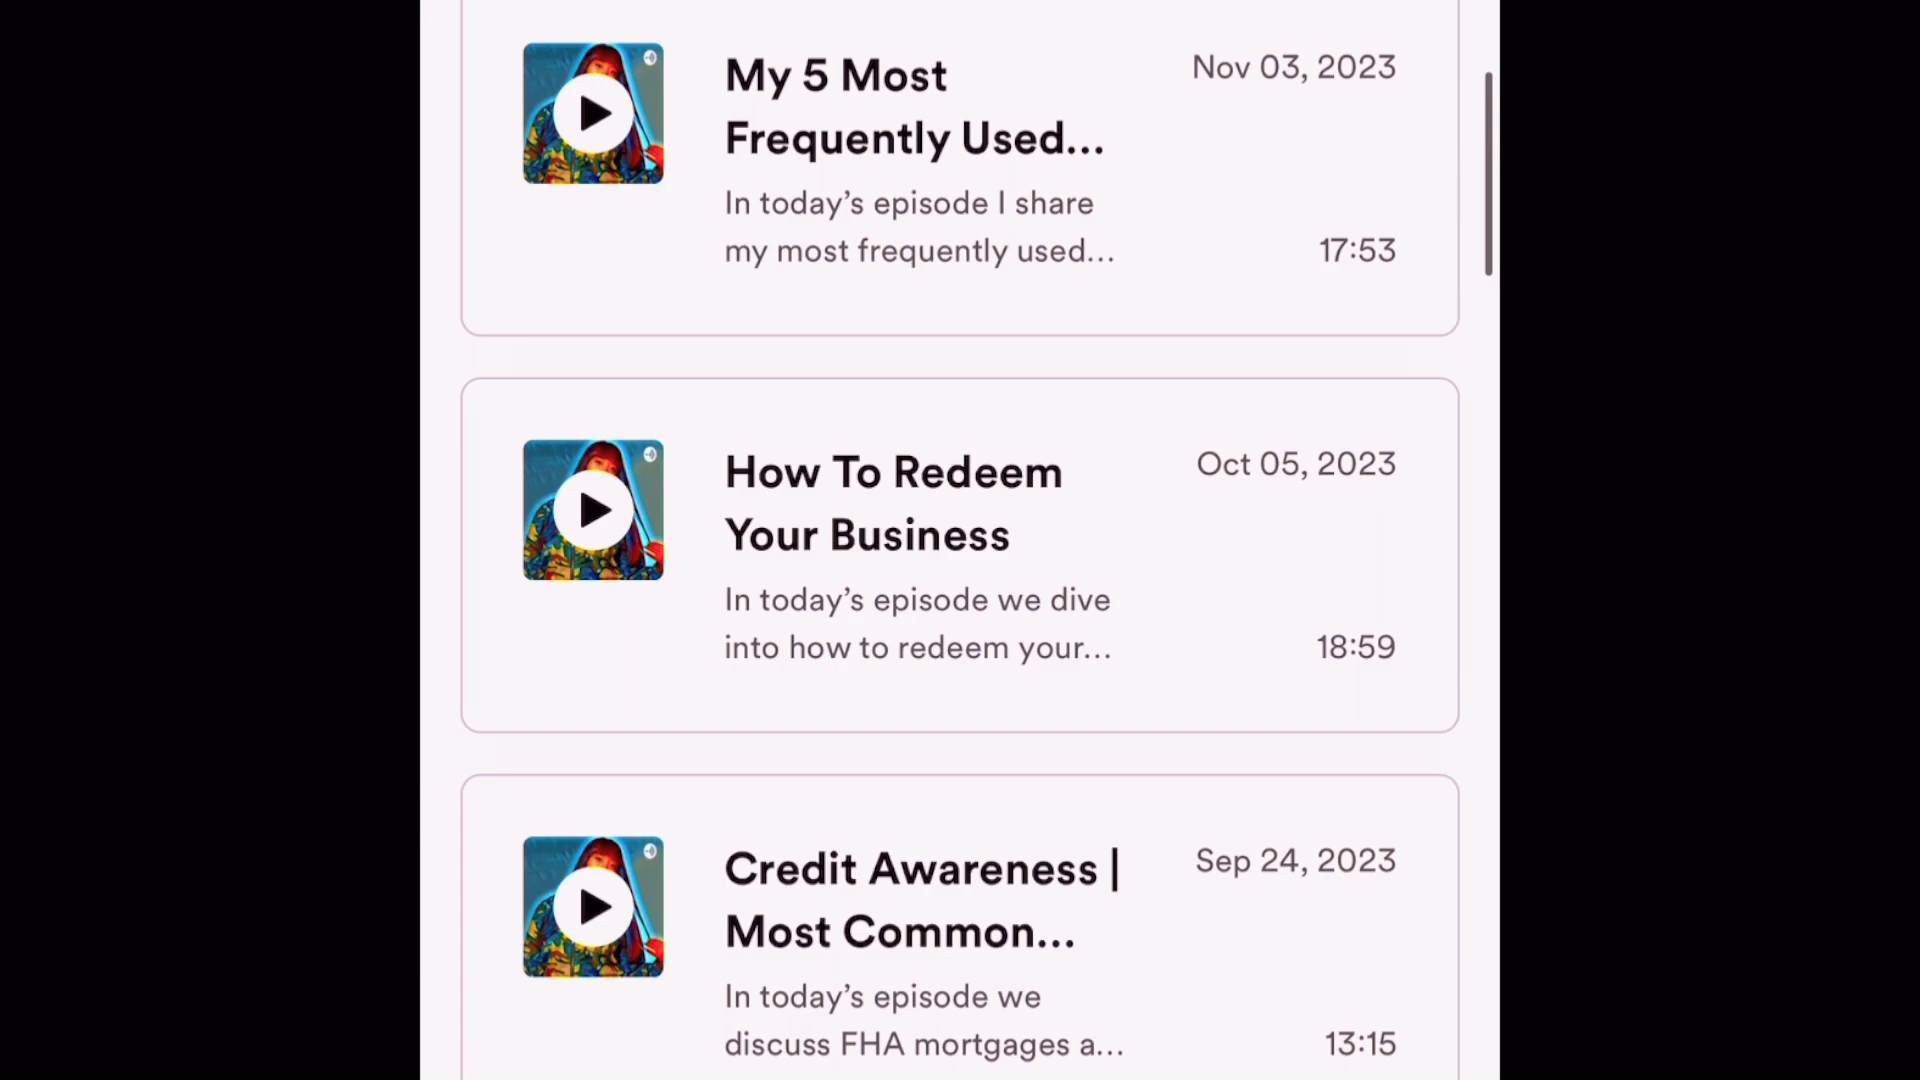 My 5 Most
Frequently Used...
Nov 03, 2023
In today’s episode I share
my most frequently used...
17:53
How To Redeem
Your Business
Oct 05, 2023
In today’s episode we dive
into how to redeem your...
18:59
Credit Awareness |
Most Common...
Sep 24, 2023
In today’s episode we
discuss FHA mortgages a...
13:15